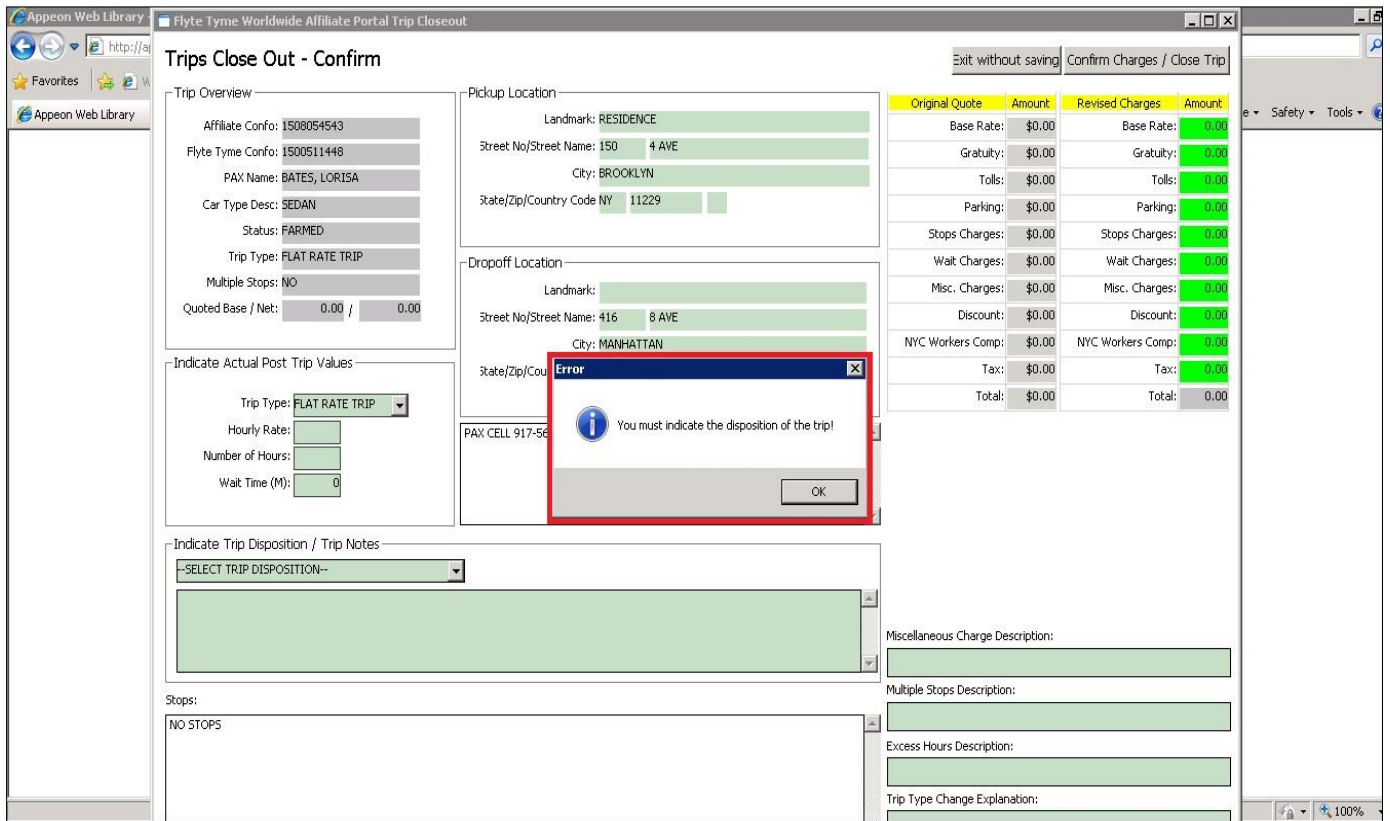 Appeon Web Library -
Flyte Tyme Worldwide Affiliate Portal Trip Closeout
http://a
Favorites
Appeon Web Library
Safety Tools
Trips Close Out - Confirm
Exit without saving
Confirm Charges / Close Trip
Trip Overview
Affiliate Confo: 1508054543
Flyte Tyme Confo: 1500511448
PAX Name: BATES, LORISA
Car Type Desc: SEDAN
Status: FARMED
Trip Type: FLAT RATE TRIP
Multiple Stops: NO
Quoted Base / Net: 0.00 / 0.00
Pickup Location
Landmark: RESIDENCE
Street No/Street Name: 150 4 AVE
City: BROOKLYN
State/Zip/Country Code NY 11229
Dropoff Location
Landmark:
Street No/Street Name: 416 8 AVE
City: MANHATTAN
State/Zip/Cou
Error
You must indicate the disposition of the trip!
OK
PAX CELL 917-56
Indicate Actual Post Trip Values
Trip Type: FLAT RATE TRIP
Hourly Rate:
Number of Hours:
Wait Time (M): 0
Indicate Trip Disposition / Trip Notes
--SELECT TRIP DISPOSITION--
Stops:
NO STOPS
Original Quote Amount Revised Charges Amount
Base Rate: $0.00 Base Rate: 0.00
Gratuity: $0.00 Gratuity: 0.00
Tolls: $0.00 Tolls: 0.00
Parking: $0.00 Parking: 0.00
Stops Charges: $0.00 Stops Charges: 0.00
Wait Charges: $0.00 Wait Charges: 0.00
Misc. Charges: $0.00 Misc. Charges: 0.00
Discount: $0.00 Discount: 0.00
NYC Workers Comp: $0.00 NYC Workers Comp: 0.00
Tax: $0.00 Tax: 0.00
Total: $0.00 Total: 0.00
Miscellaneous Charge Description:
Multiple Stops Description:
Excess Hours Description:
Trip Type Change Explanation:
100%